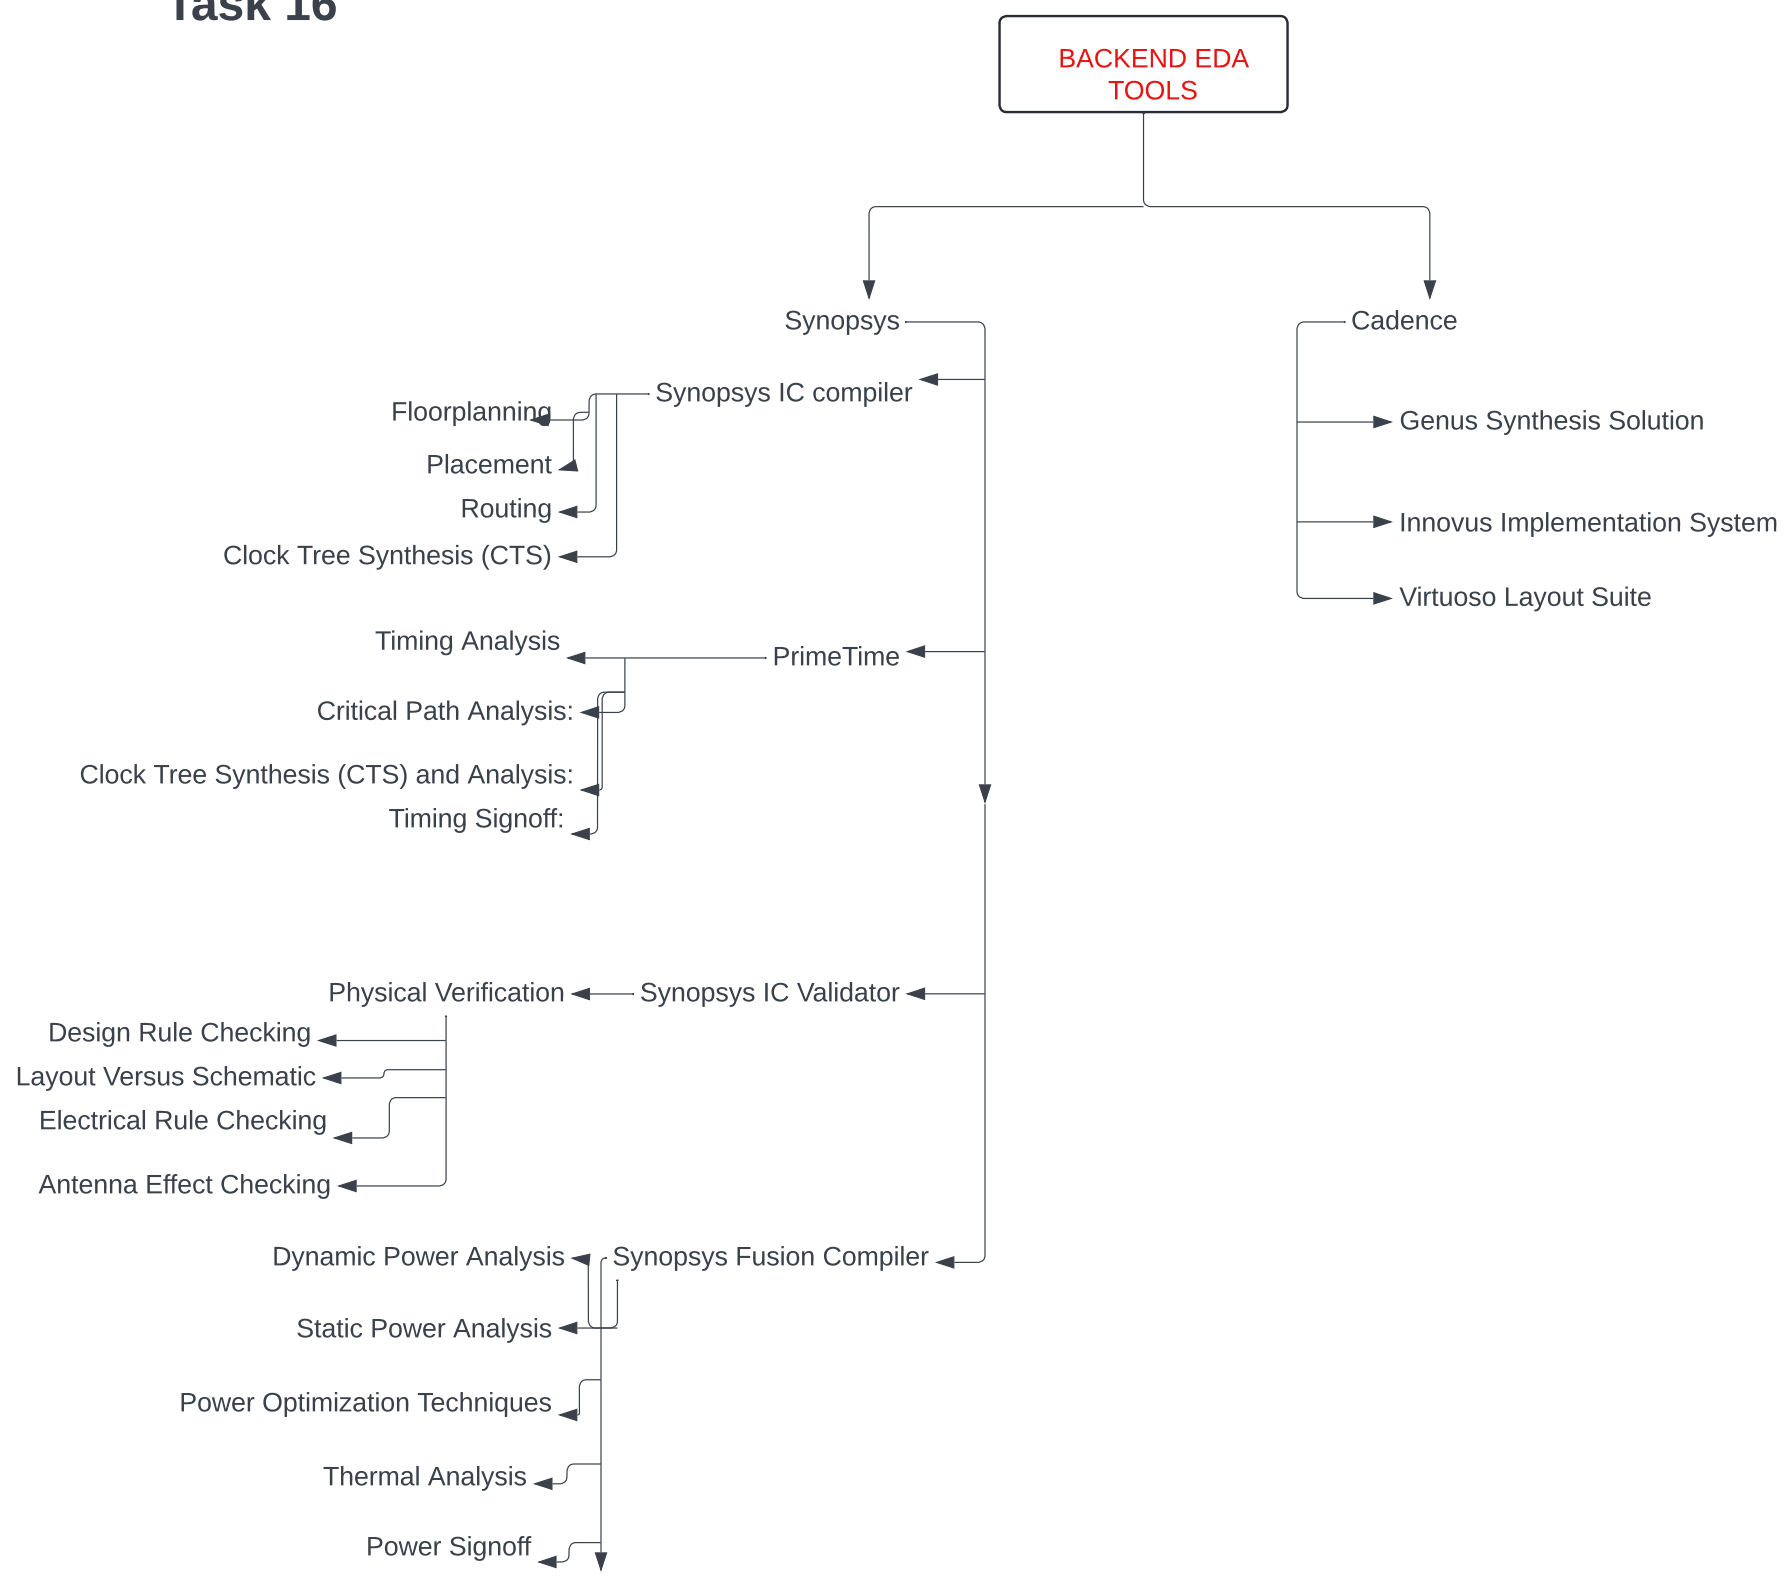 Task 16
BACKEND EDA
TOOLS
Synopsys
Cadence
Synopsys IC compiler
Floorplanning
Placement
Routing
Clock Tree Synthesis (CTS)
Genus Synthesis Solution
Innovus Implementation System
Virtuoso Layout Suite
PrimeTime
Timing Analysis
Critical Path Analysis:
Clock Tree Synthesis (CTS) and Analysis:
Timing Signoff:
Synopsys IC Validator
Physical Verification
Design Rule Checking
Layout Versus Schematic
Electrical Rule Checking
Antenna Effect Checking
Synopsys Fusion Compiler
Dynamic Power Analysis
Static Power Analysis
Power Optimization Techniques
Thermal Analysis
Power Signoff